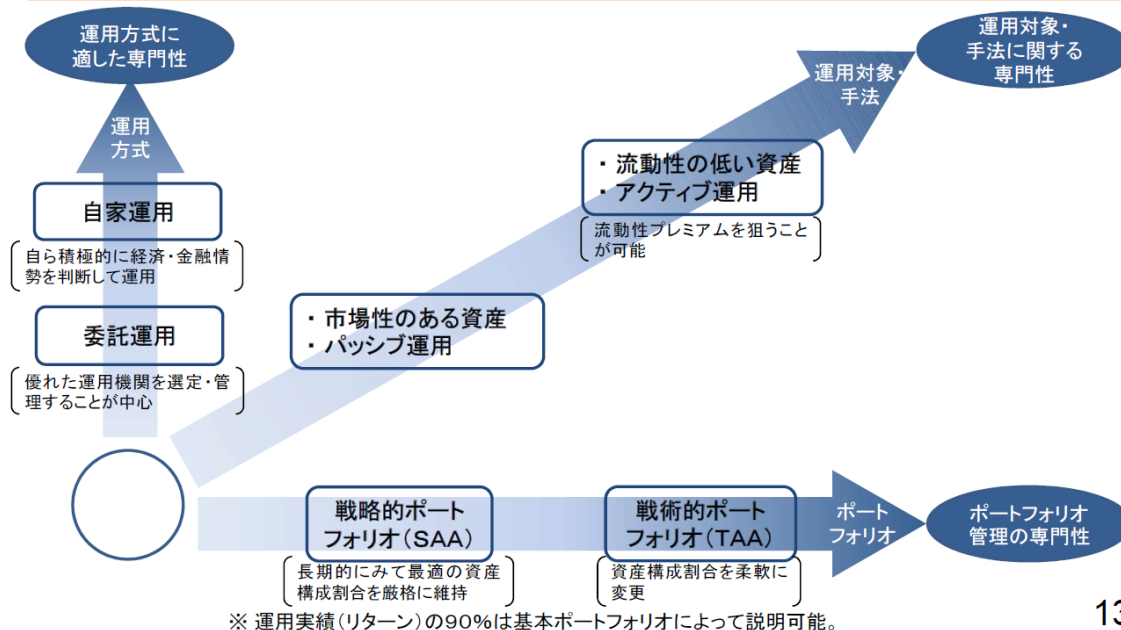 運用方式に
適した専門性
運用対象・
手法に関する
専門性
運用対象・
手法
運用
方式
・ 流動性の低い資産
・ アクティブ運用
流動性プレミアムを狙うこと
が可能
自家運用
自ら積極的に経済・金融情
勢を判断して運用
・ 市場性のある資産
・ パッシブ運用
委託運用
優れた運用機関を選定・管
理することが中心
戦略的ポート
フォリオ(SAA)
長期的にみて最適の資産
構成割合を厳格に維持
戦術的ポート
フォリオ(TAA)
資産構成割合を柔軟に
変更
ポート
フォリオ
ポートフォリオ
管理の専門性
※ 運用実績(リターン)の90%は基本ポートフォリオによって説明可能。
13